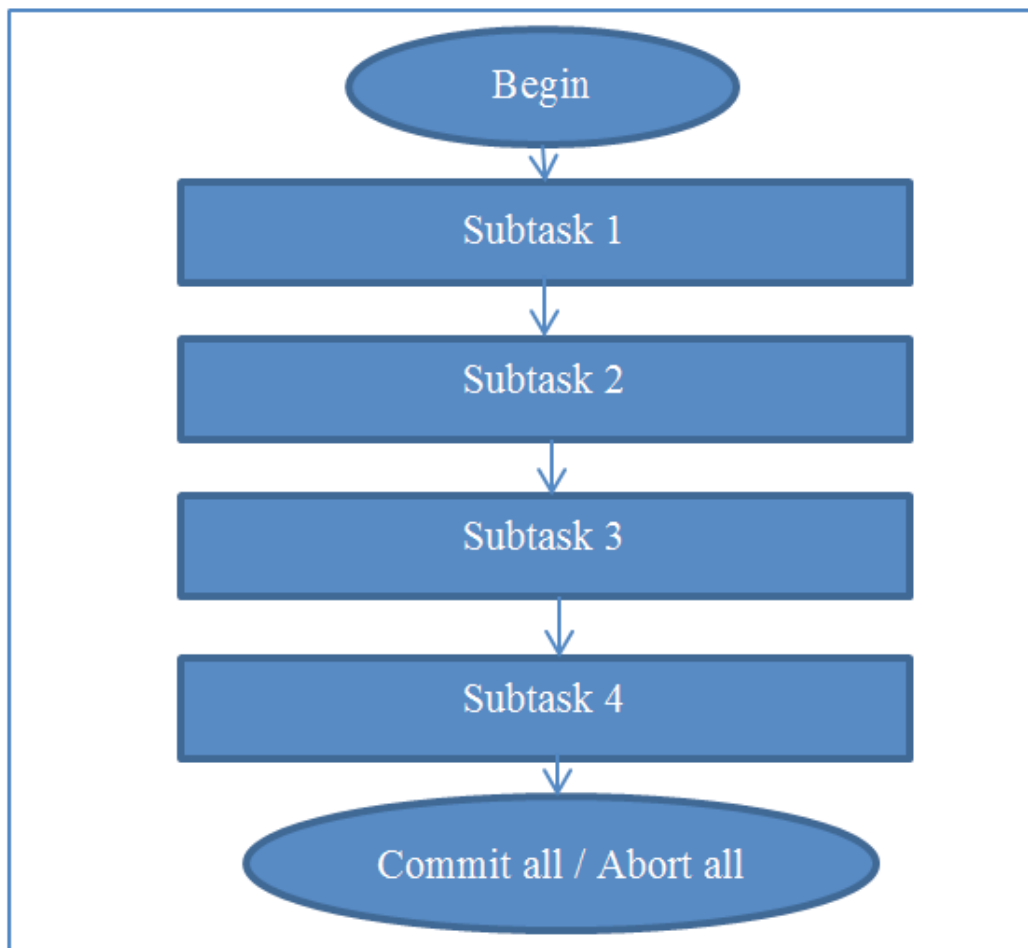 Begin
Subtask 1
Subtask 2
Subtask 3
Subtask 4
Commit all / Abort all